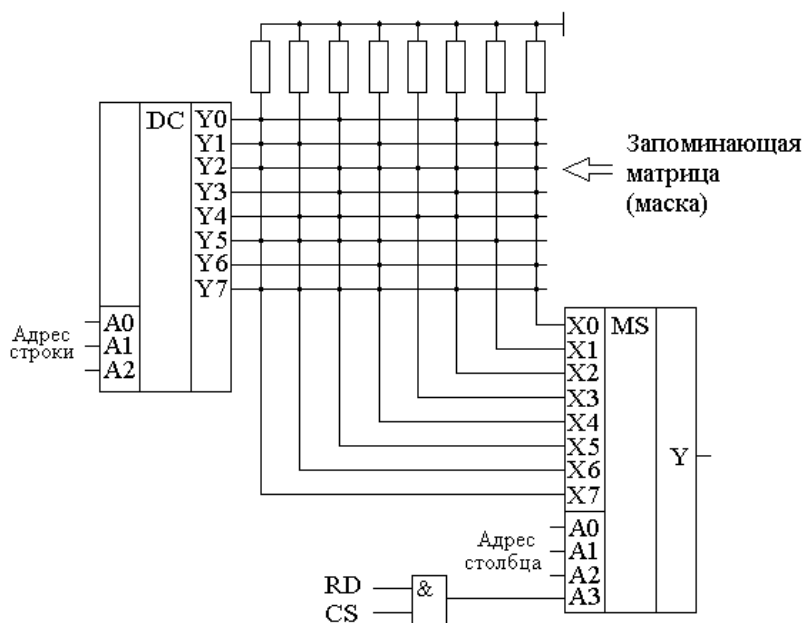 DC
Y0
Y1
Y2
Y3
Y4
Y5
Y6
Y7
A0
A1
A2
Адрес
строки
Запоминающая
матрица
(маска)
X0 MS
X1
X2
X3
X4
X5
X6
X7
Y
A0
A1
A2
A3
Адрес
столбца
RD
CS
&